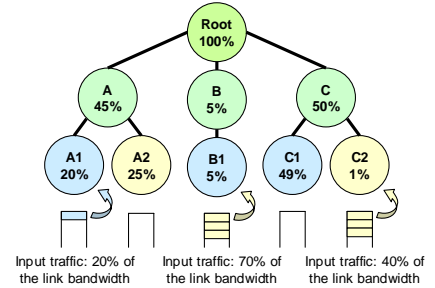 Root
100%
A
45%
B
5%
C
50%
A1
20%
A2
25%
B1
5%
C1
49%
C2
1%
Input traffic: 20% of
the link bandwidth
Input traffic: 70% of
the link bandwidth
Input traffic: 40% of
the link bandwidth